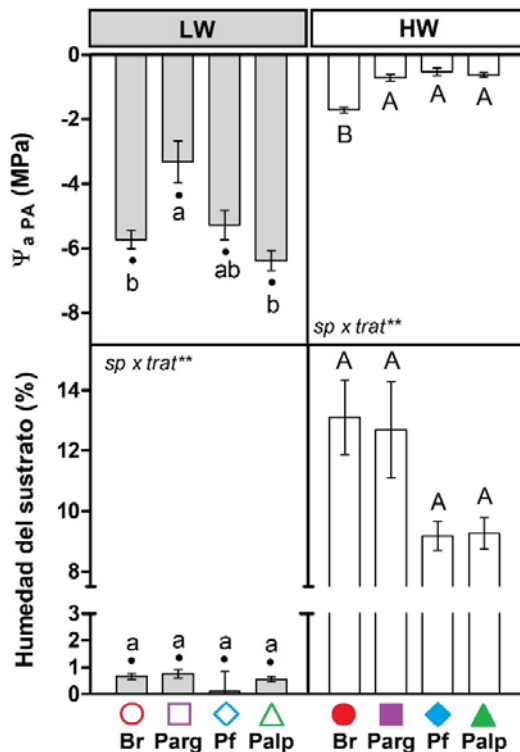 LW HW
0
-2
-4
-6
-8
Ψa PA (MPa)
b a ab b
B A A A
sp x trat**
sp x trat**
Humedad del sustrato (%)
14
12
10
8
3
2
1
0
a a a a
A A A A
Br Parg Pf Palp Br Parg Pf Palp